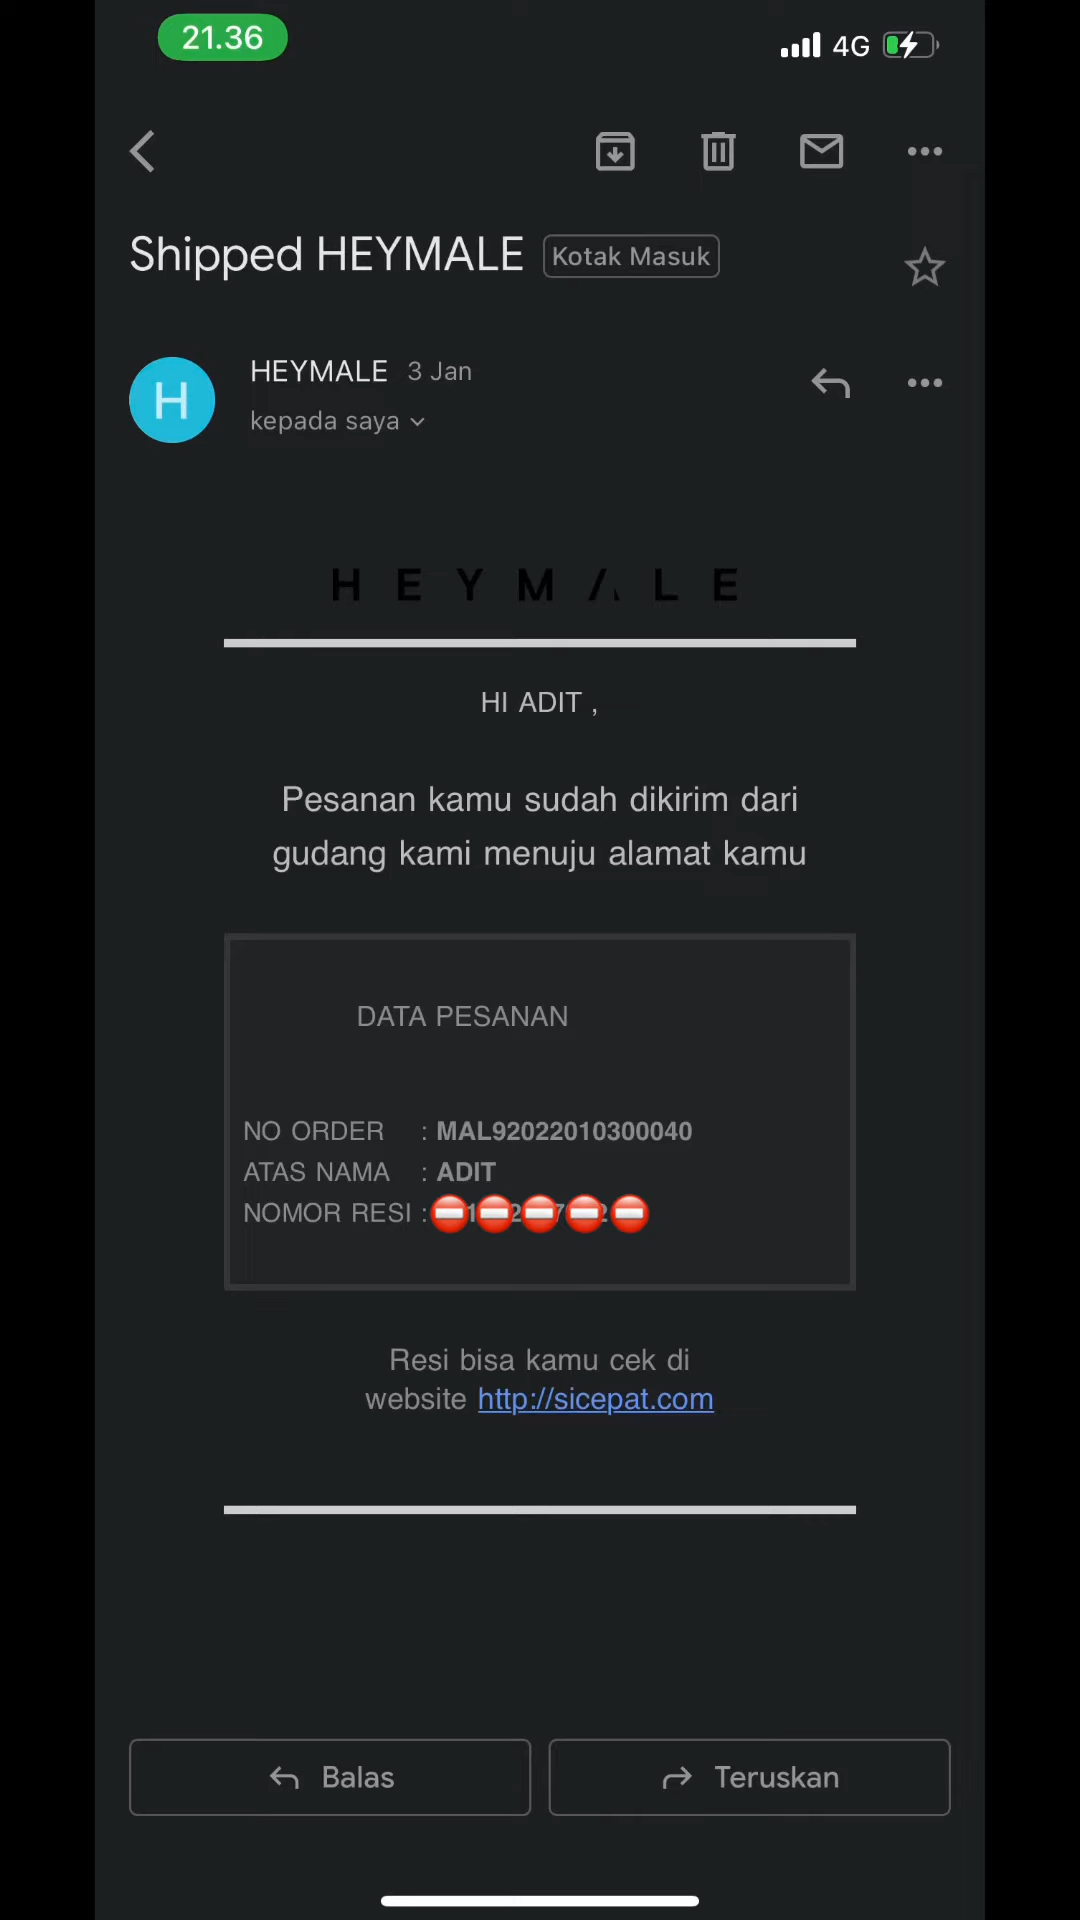 21.36
4G
Shipped HEYMALE Kotak Masuk
H HEYMALE 3 Jan
kepada saya
HEYMALE
HI ADIT ,
Pesanan kamu sudah dikirim dari
gudang kami menuju alamat kamu
DATA PESANAN
NO ORDER : MAL92022010300040
ATAS NAMA : ADIT
NOMOR RESI :
Resi bisa kamu cek di
website http://sicepat.com
Balas
Teruskan